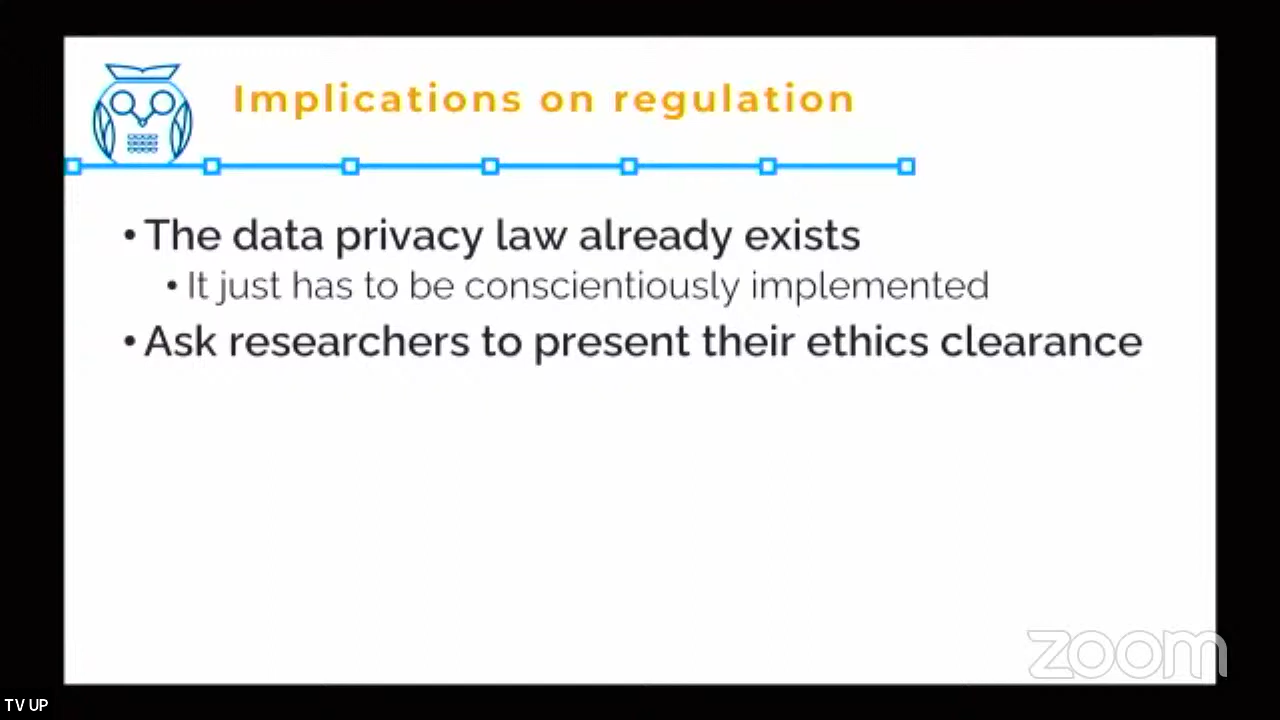 Implications on regulation
• The data privacy law already exists
• It just has to be conscientiously implemented
• Ask researchers to present their ethics clearance
zoom
TV UP